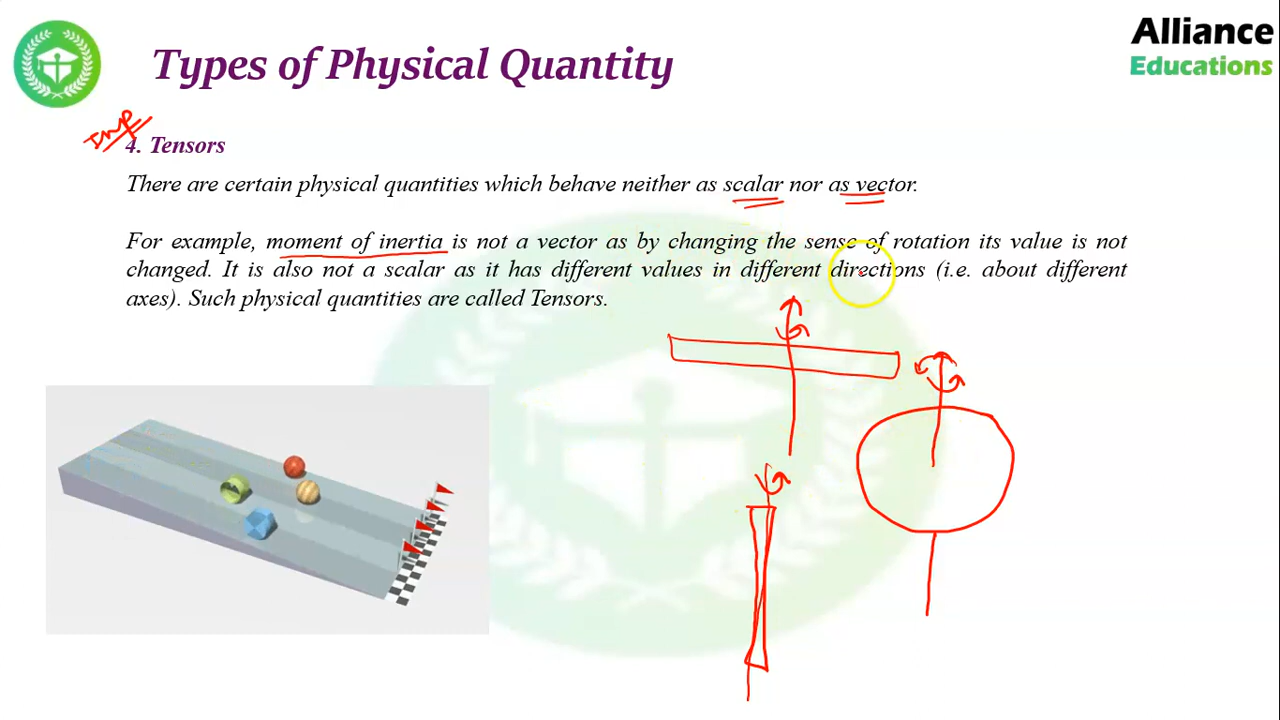 Alliance
Educations
Types of Physical Quantity
Imp
4. Tensors
There are certain physical quantities which behave neither as scalar nor as vector.
For example, moment of inertia is not a vector as by changing the sense of rotation its value is not
changed. It is also not a scalar as it has different values in different directions (i.e. about different
axes). Such physical quantities are called Tensors.